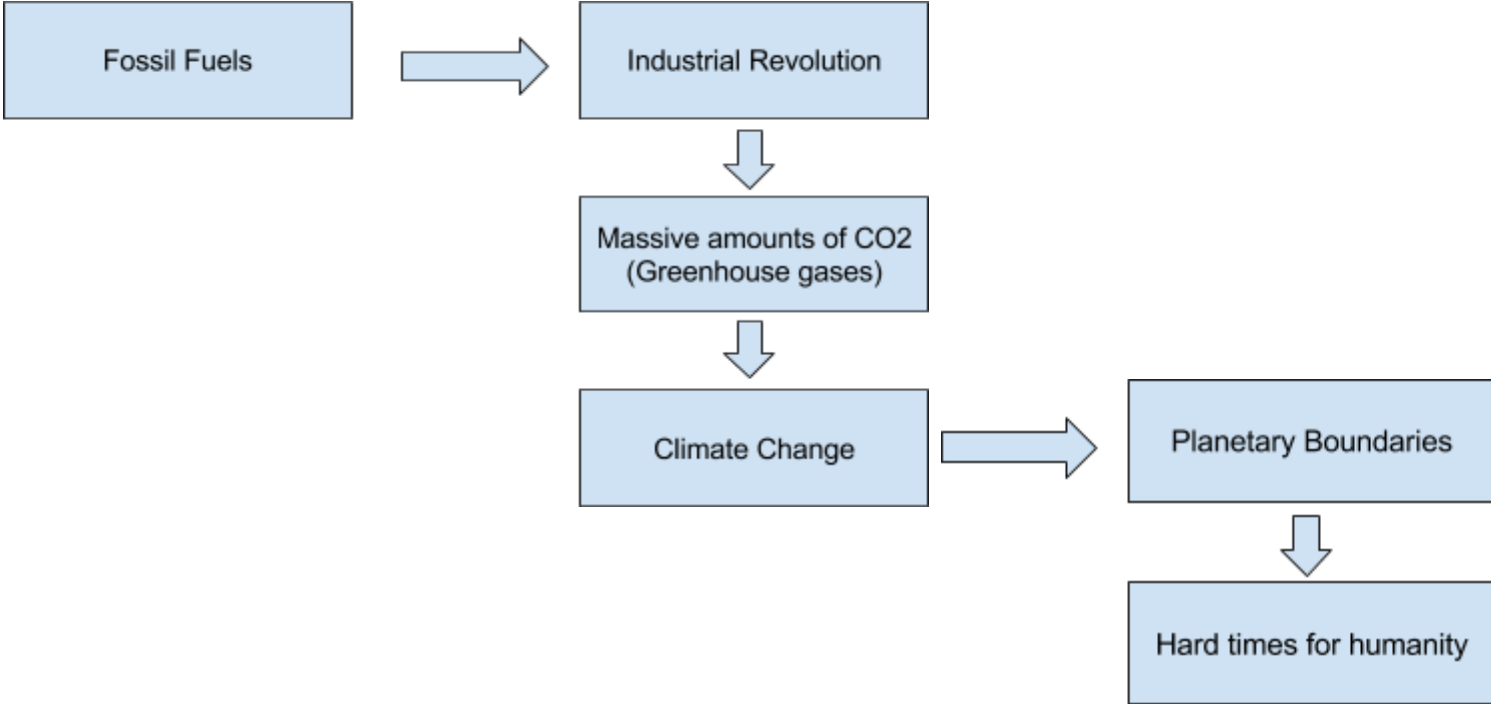 Fossil Fuels
Industrial Revolution
Massive amounts of CO2
(Greenhouse gases)
Climate Change
Planetary Boundaries
Hard times for humanity